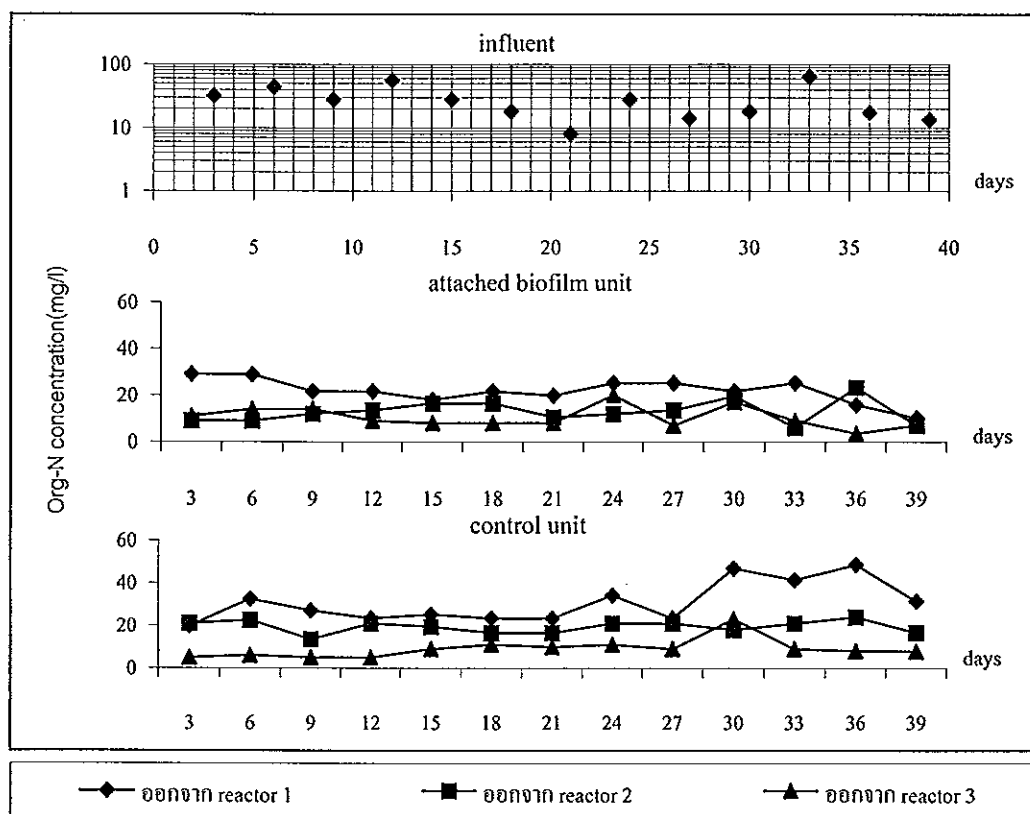 influent
100
10
1
days
0 5 10 15 20 25 30 35 40
Org-N concentration(mg/l)
attached biofilm unit
60
40
20
0
days
3 6 9 12 15 18 21 24 27 30 33 36 39
control unit
60
40
20
0
days
3 6 9 12 15 18 21 24 27 30 33 36 39
ออกจาก reactor 1 ออกจาก reactor 2 ออกจาก reactor 3